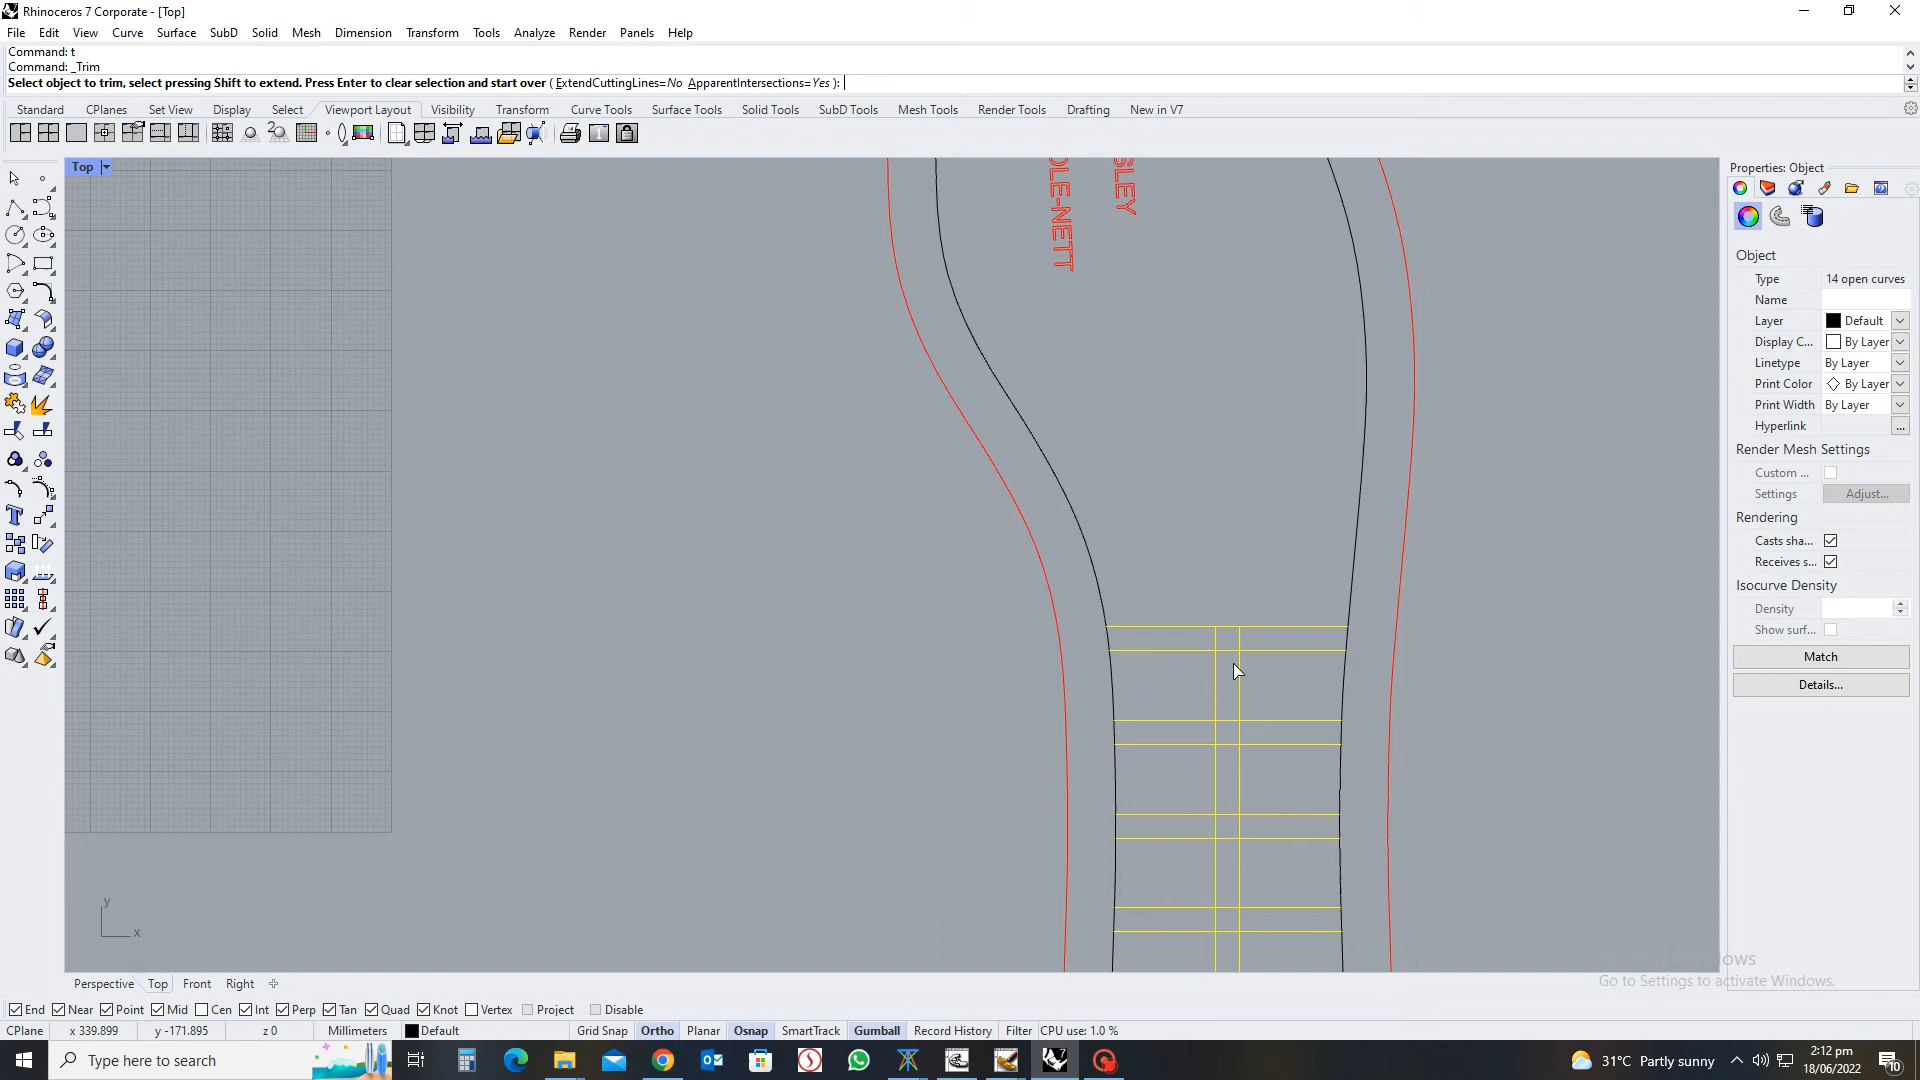 Rhinoceros 7 Corporate - [Top]
File Edit View Curve Surface SubD Solid Mesh Dimension Transform Tools Analyze Render Panels Help
Command: t
Command: _Trim
Select object to trim, select pressing Shift to extend. Press Enter to clear selection and start over ( ExtendCuttingLines=No ApparentIntersections=Yes ):
Standard CPlanes Set View Display Select Viewport Layout Visibility Transform Curve Tools Surface Tools Solid Tools SubD Tools Mesh Tools Render Tools Drafting New in V7
Top
OLE-NETT
SLEY
Properties: Object
Object
Type 14 open curves
Name
Layer Default
Display C... By Layer
Linetype By Layer
Print Color By Layer
Print Width By Layer
Hyperlink ...
Render Mesh Settings
Custom ...
Settings Adjust...
Rendering
Casts sha...
Receives s...
Isocurve Density
Density
Show surf...
Match
Details...
y
x
Go to Settings to activate Windows.
Perspective Top Front Right
End Near Point Mid Cen Int Perp Tan Quad Knot Vertex Project Disable
CPlane x 339.899 y -171.895 z 0 Millimeters Default Grid Snap Ortho Planar Osnap SmartTrack Gumball Record History Filter CPU use: 1.0 %
Type here to search
31°C Partly sunny
2:12 pm
18/06/2022
10